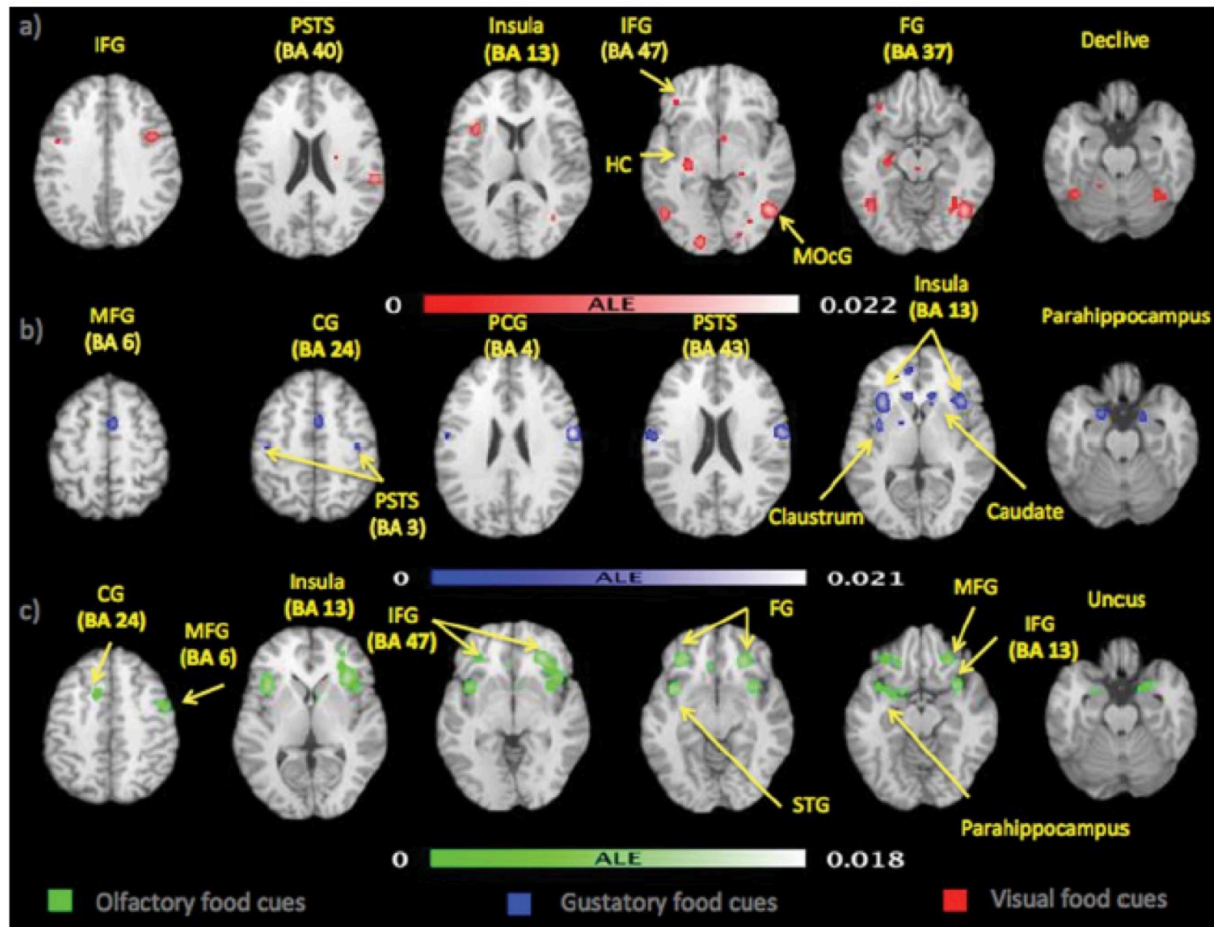 a)
IFG
PSTS
(BA 40)
Insula
(BA 13)
IFG
(BA 47)
FG
(BA 37)
Declive
HC
MOcG
0
ALE
0.022
b)
MFG
(BA 6)
CG
(BA 24)
PCG
(BA 4)
PSTS
(BA 43)
Insula
(BA 13)
Parahippocampus
PSTS
(BA 3)
Claustrum
Caudate
0
ALE
0.021
c)
CG
(BA 24)
MFG
(BA 6)
Insula
(BA 13)
IFG
(BA 47)
FG
MFG
IFG
(BA 13)
Uncus
STG
Parahippocampus
0
ALE
0.018
Olfactory food cues
Gustatory food cues
Visual food cues